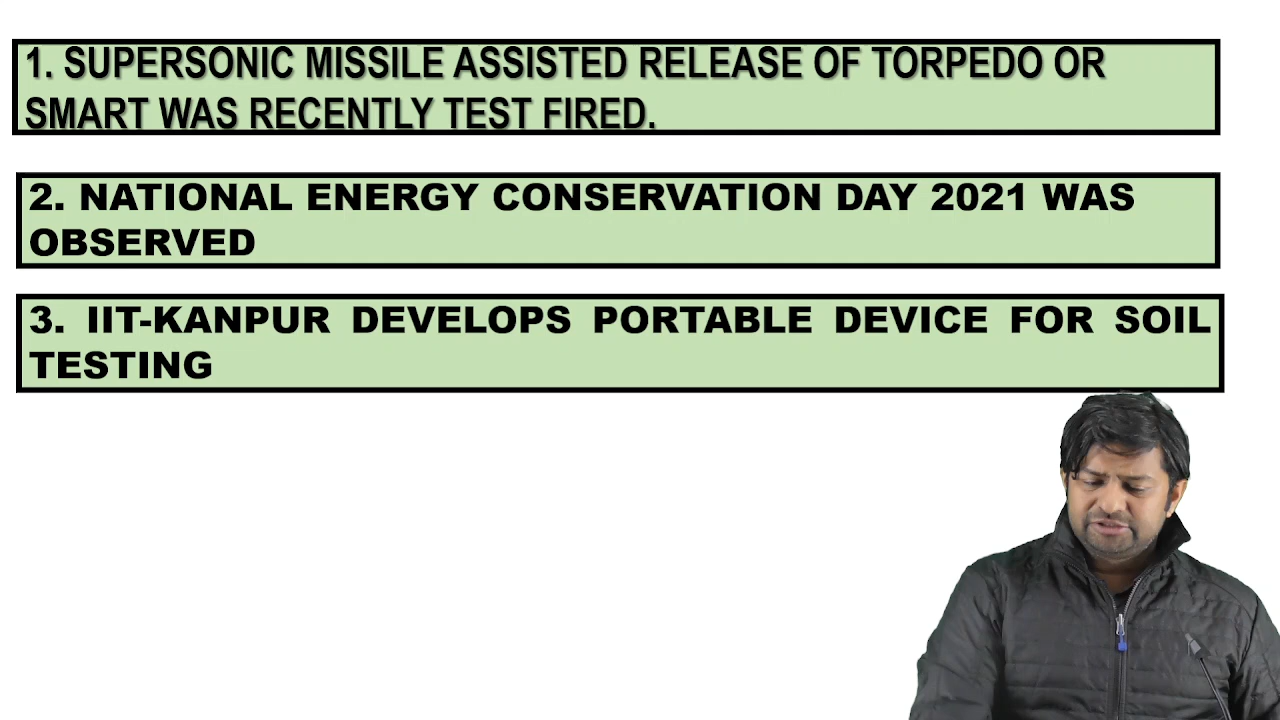 1. SUPERSONIC MISSILE ASSISTED RELEASE OF TORPEDO OR
SMART WAS RECENTLY TEST FIRED.
2. NATIONAL ENERGY CONSERVATION DAY 2021 WAS
OBSERVED
3. IIT-KANPUR DEVELOPS PORTABLE DEVICE FOR SOIL
TESTING